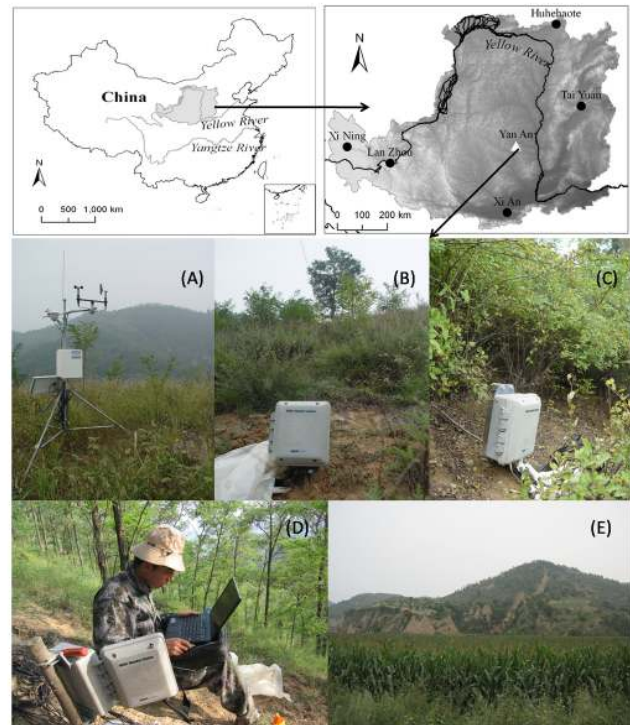 N
China
Yellow River
Yangtze River
N
0 500 1,000 km
N
Huhehaote
Yellow River
Tai Yuan
Xi Ning
Lan Zhou
Yan An
Xi An
0 100 200 km
(A)
(B)
(C)
(D)
(E)